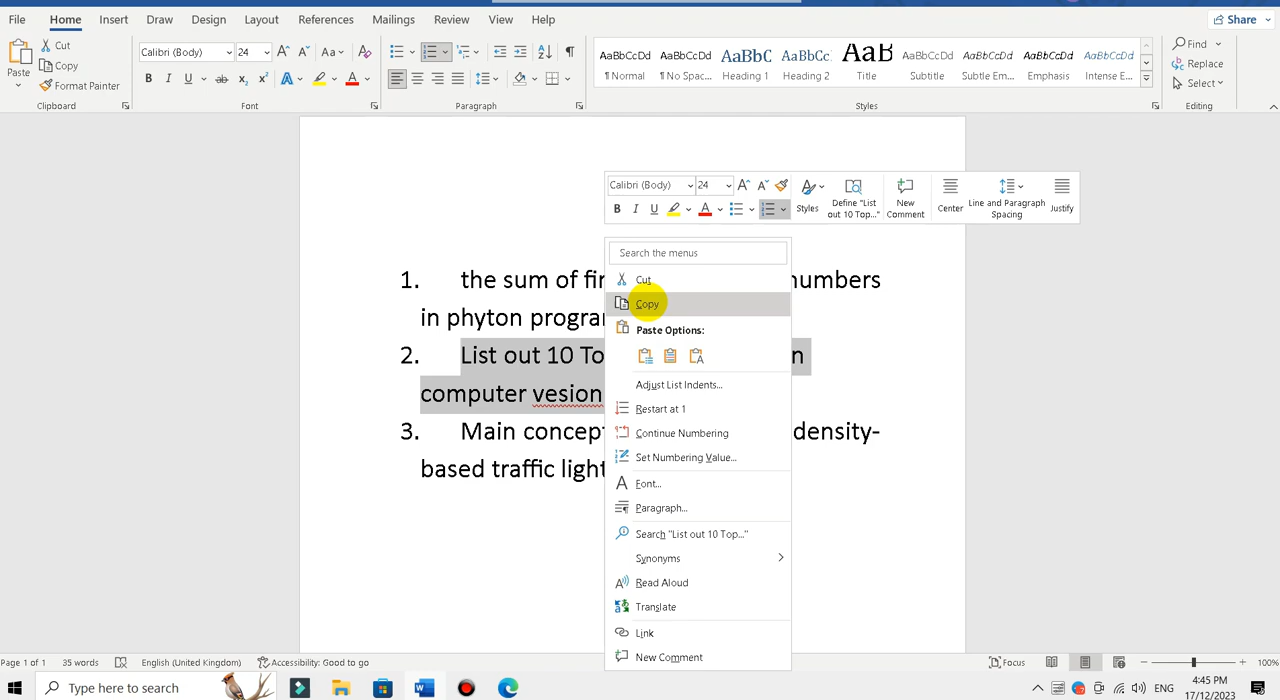 File Home Insert Draw Design Layout References Mailings Review View Help Share
Cut
Copy
Format Painter
Paste
Calibri (Body) 24 Aa
B I U ab x₂ x² A A
AaBbCcDd AaBbCcDd AaBbC AaBbCc AaB AaBbCcDd AaBbCcDd AaBbCcDd AaBbCcDd
¶ Normal ¶ No Spac... Heading 1 Heading 2 Title Subtitle Subtle Em... Emphasis Intense E...
Find
Replace
Select
Clipboard Font Paragraph Styles Editing
Calibri (Body) 24
B I U A
Styles
Define "List out 10 Top..."
New Comment
Center
Line and Paragraph Spacing
Justify
1. the sum of fir numbers
in phyton progra
2. List out 10 To n
computer vesion
3. Main concep density-
based traffic light
Search the menus
Cut
Copy
Paste Options:
Adjust List Indents...
Restart at 1
Continue Numbering
Set Numbering Value...
Font...
Paragraph...
Search "List out 10 Top..."
Synonyms
Read Aloud
Translate
Link
New Comment
Page 1 of 1 35 words English (United Kingdom) Accessibility: Good to go Focus 100%
Type here to search
ENG
4:45 PM
17/12/2023